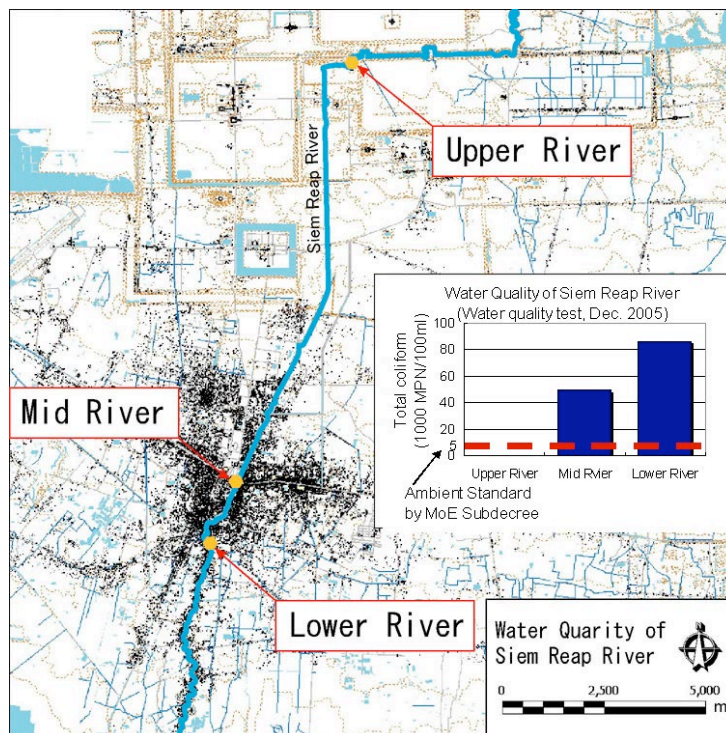 Upper River
Siem Reap River
Water Quality of Siem Reap River
(Water quality test, Dec. 2005)
Total coliform
(1000 MPN/100ml)
100
80
60
40
20
5
0
Upper River
Mid Rvier
Lower River
Ambient Standard
by MoE Subdecree
Mid River
Lower River
Water Quarity of
Siem Reap River
0
2,500
5,000
m